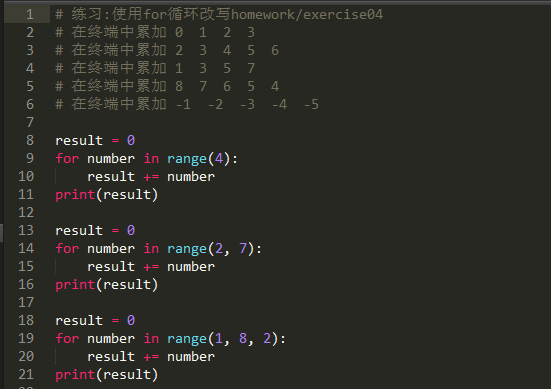 1 # 练习:使用for循环改写homework/exercise04
2 # 在终端中累加 0 1 2 3
3 # 在终端中累加 2 3 4 5 6
4 # 在终端中累加 1 3 5 7
5 # 在终端中累加 8 7 6 5 4
6 # 在终端中累加 -1 -2 -3 -4 -5
7
8 result = 0
9 for number in range(4):
10 result += number
11 print(result)
12
13 result = 0
14 for number in range(2, 7):
15 result += number
16 print(result)
17
18 result = 0
19 for number in range(1, 8, 2):
20 result += number
21 print(result)